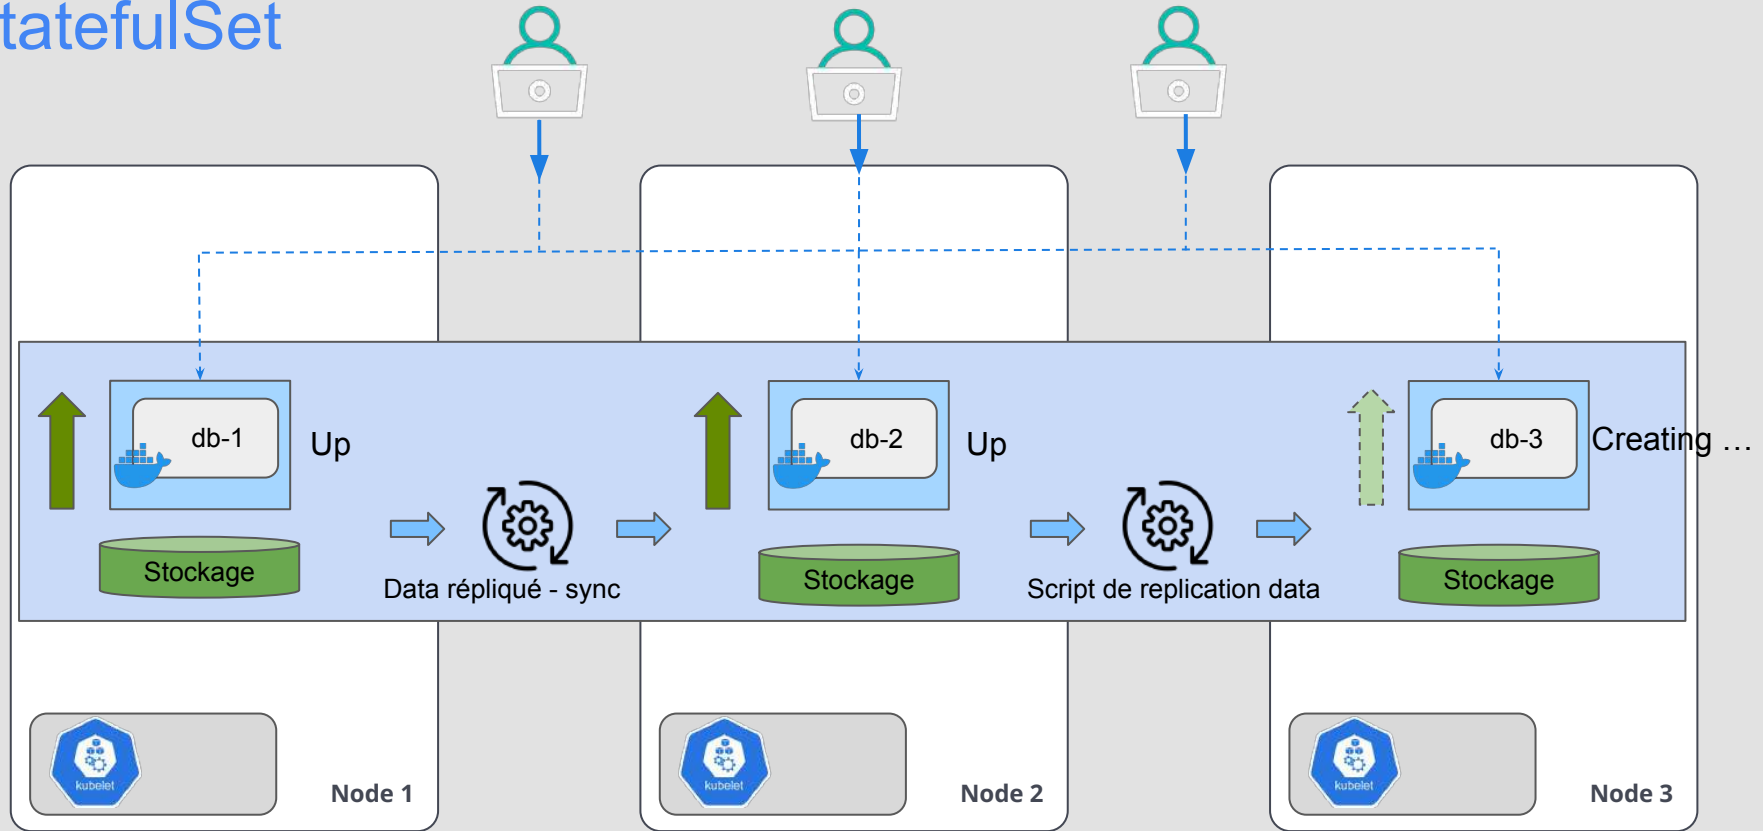 tatefulSet
db-1
Up
db-2
Up
db-3
Creating ...
Stockage
Data répliqué - sync
Stockage
Script de replication data
Stockage
kubelet
Node 1
kubelet
Node 2
kubelet
Node 3